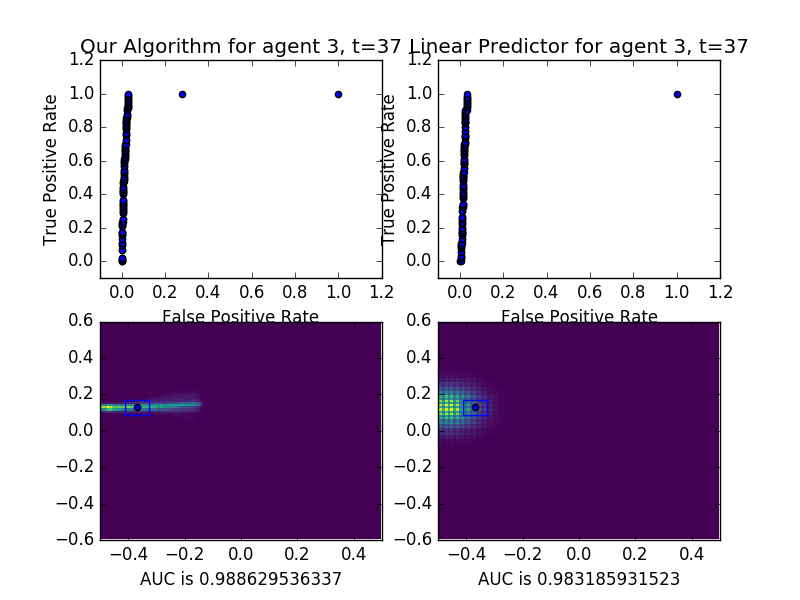 Our Algorithm for agent 3, t=37
Linear Predictor for agent 3, t=37
1.2
1.0
0.8
0.6
0.4
0.2
0.0
True Positive Rate
0.0 0.2 0.4 0.6 0.8 1.0 1.2
False Positive Rate
1.2
1.0
0.8
0.6
0.4
0.2
0.0
True Positive Rate
0.0 0.2 0.4 0.6 0.8 1.0 1.2
False Positive Rate
0.6
0.4
0.2
0.0
−0.2
−0.4
−0.6
−0.4 −0.2 0.0 0.2 0.4
AUC is 0.988629536337
0.6
0.4
0.2
0.0
−0.2
−0.4
−0.6
−0.4 −0.2 0.0 0.2 0.4
AUC is 0.983185931523